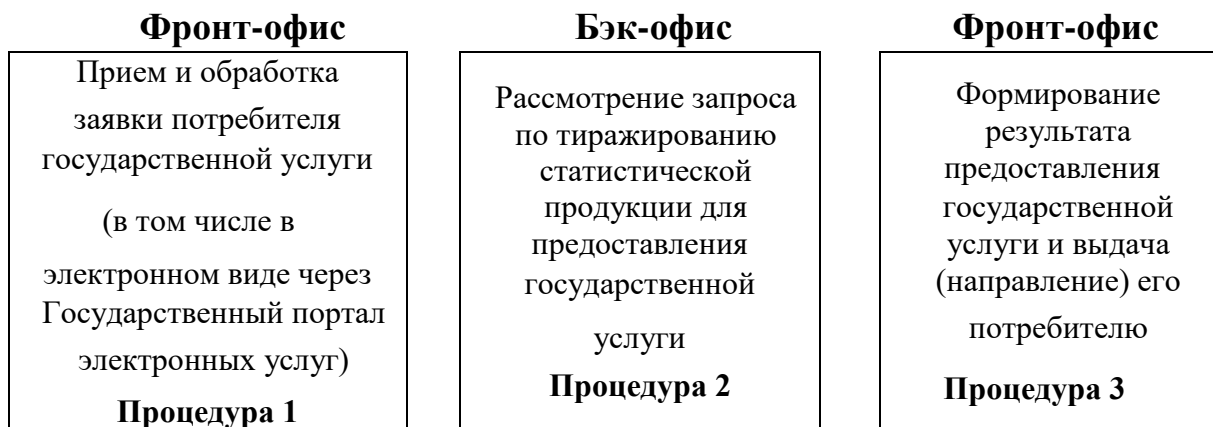 Фронт-офис
Прием и обработка
заявки потребителя
государственной услуги
(в том числе в
электронном виде через
Государственный портал
электронных услуг)
Процедура 1
Бэк-офис
Рассмотрение запроса
по тиражированию
статистической
продукции для
предоставления
государственной
услуги
Процедура 2
Фронт-офис
Формирование
результата
предоставления
государственной
услуги и выдача
(направление) его
потребителю
Процедура 3